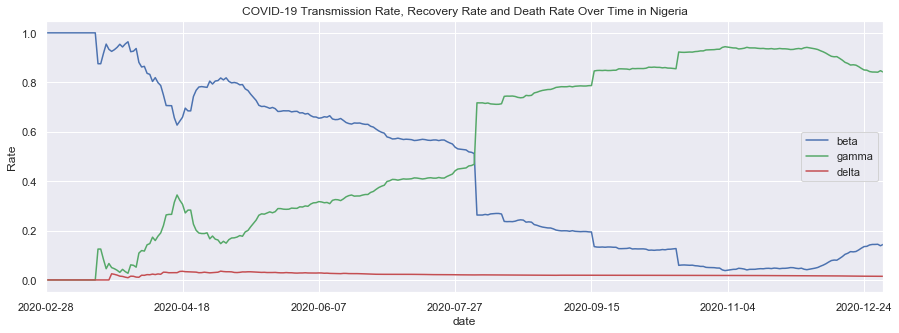 COVID-19 Transmission Rate, Recovery Rate and Death Rate Over Time in Nigeria
1.0
0.8
0.6
0.4
0.2
0.0
Rate
beta
gamma
delta
2020-02-28 2020-04-18 2020-06-07 2020-07-27 2020-09-15 2020-11-04 2020-12-24
date